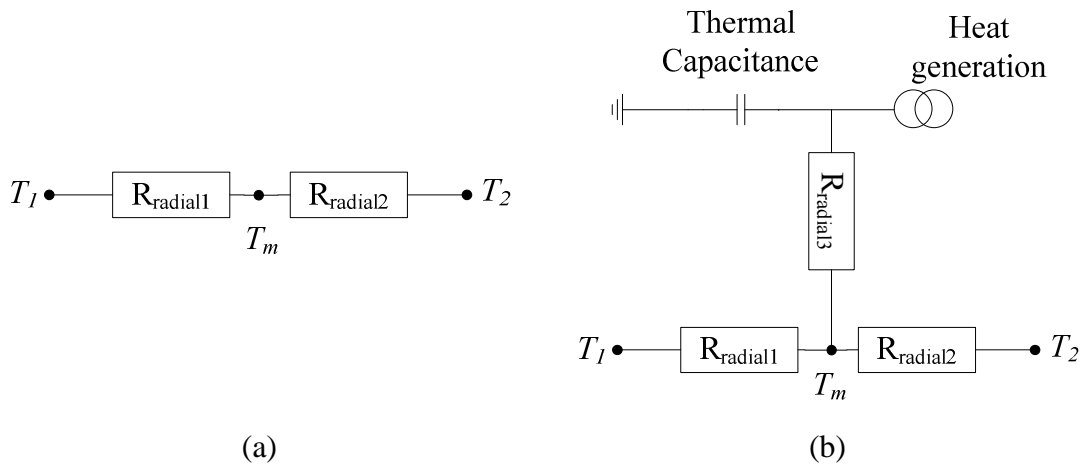 Thermal
Capacitance
Heat
generation
T1
Rradial1
Rradial2
T2
Tm
Rradial3
T1
Rradial1
Rradial2
T2
Tm
(a)
(b)